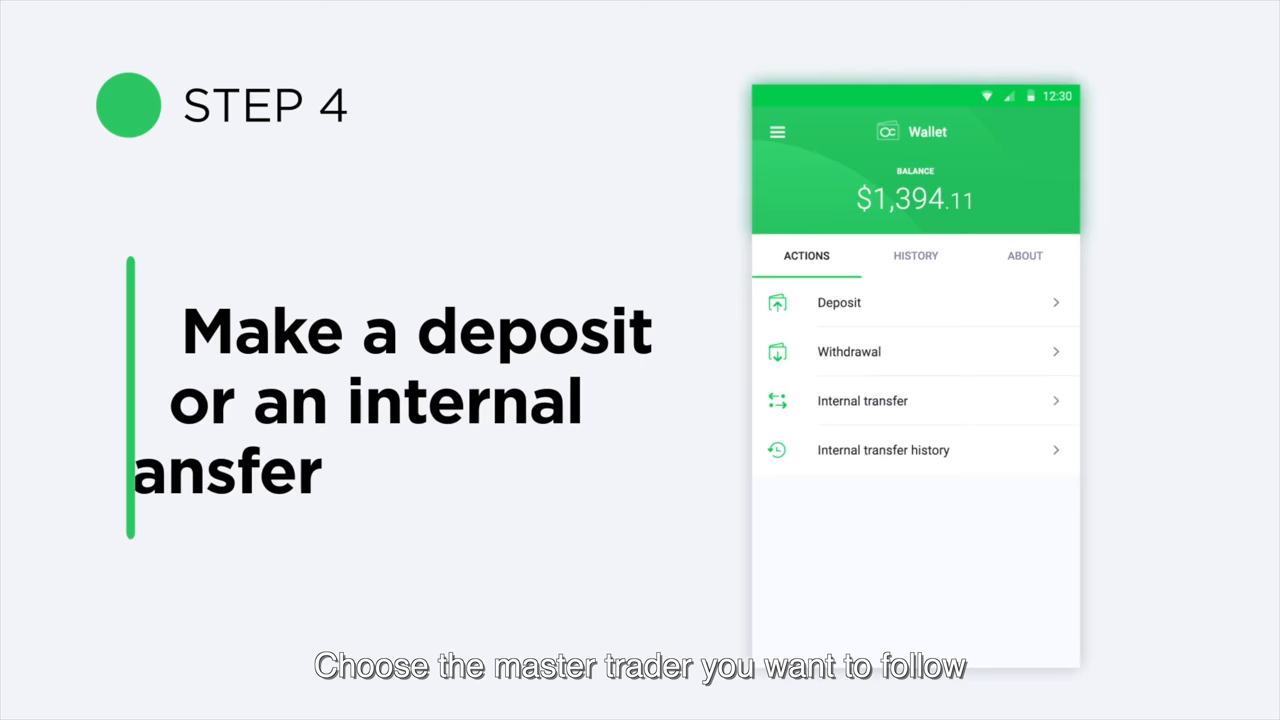 STEP 4
Make a deposit
or an internal
ansfer
12:30
Wallet
BALANCE
$1,394.11
ACTIONS HISTORY ABOUT
Deposit
Withdrawal
Internal transfer
Internal transfer history
Choose the master trader you want to follow